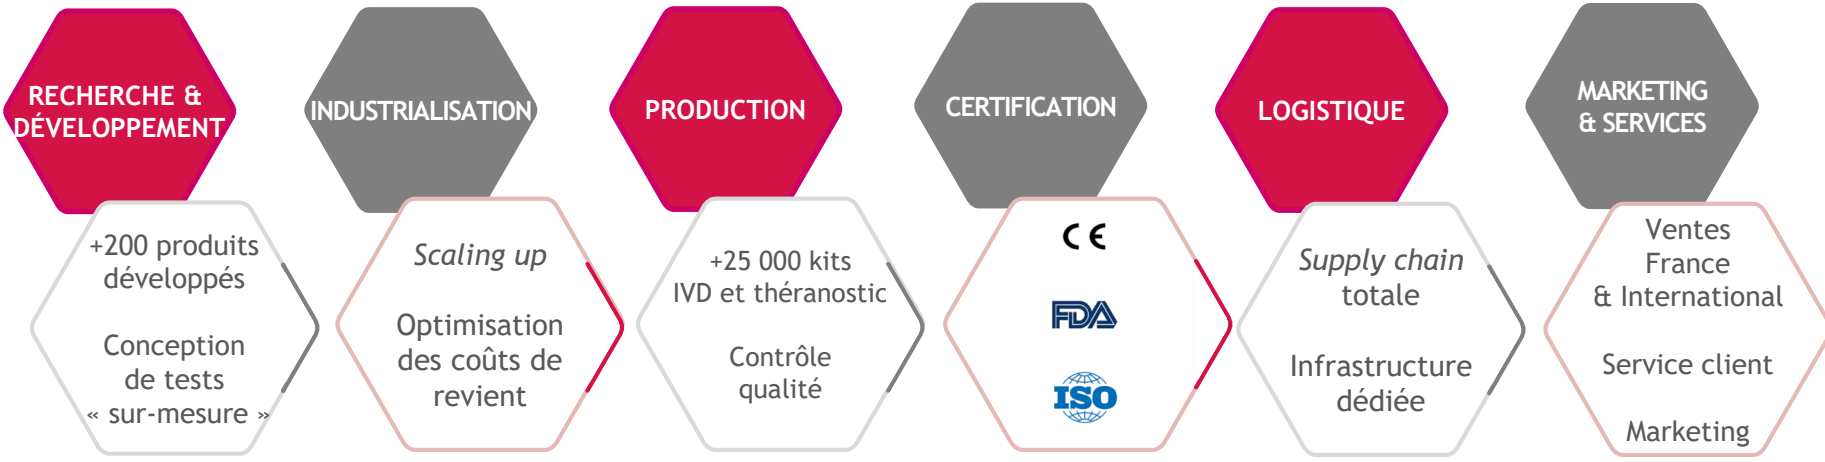 RECHERCHE &
DÉVELOPPEMENT
+200 produits
développés
Conception
de tests
« sur-mesure »
INDUSTRIALISATION
Scaling up
Optimisation
des coûts de
revient
PRODUCTION
+25 000 kits
IVD et théranostic
Contrôle
qualité
CERTIFICATION
CE
FDA
ISO
LOGISTIQUE
Supply chain
totale
Infrastructure
dédiée
MARKETING
& SERVICES
Ventes
France
& International
Service client
Marketing